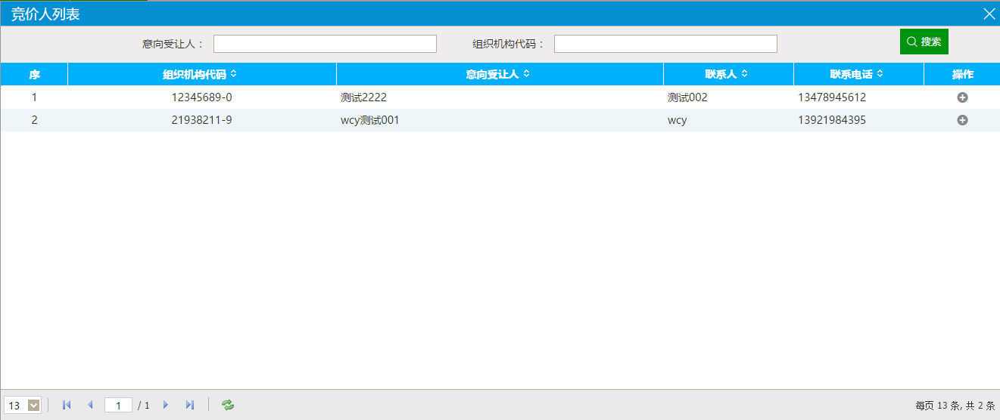 竞价人列表
意向受让人： 组织机构代码： 搜索
序 组织机构代码 意向受让人 联系人 联系电话 操作
1 12345689-0 测试2222 测试002 13478945612
2 21938211-9 wcy测试001 wcy 13921984395
13 1 / 1 每页 13 条, 共 2 条